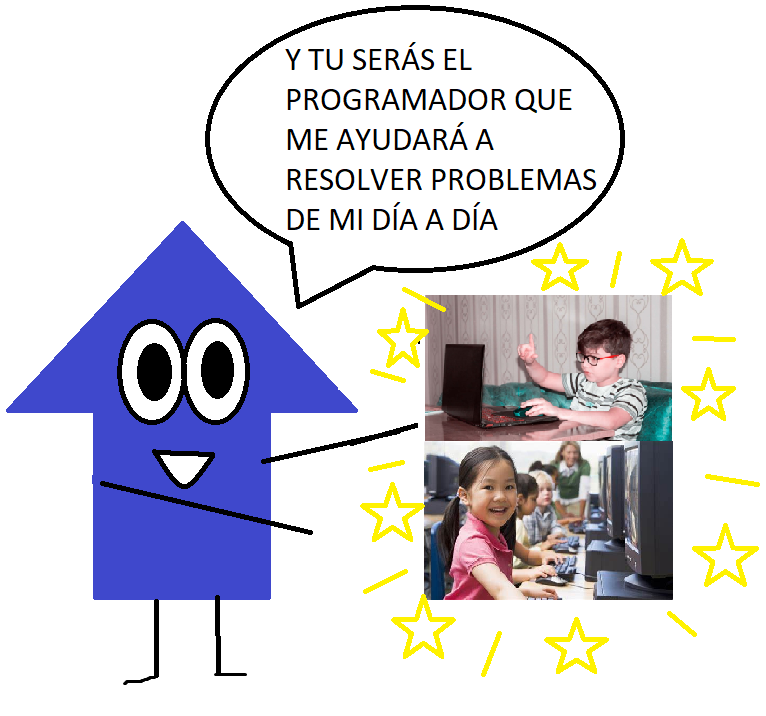 Y TU SERÁS EL
PROGRAMADOR QUE
ME AYUDARÁ A
RESOLVER PROBLEMAS
DE MI DÍA A DÍA